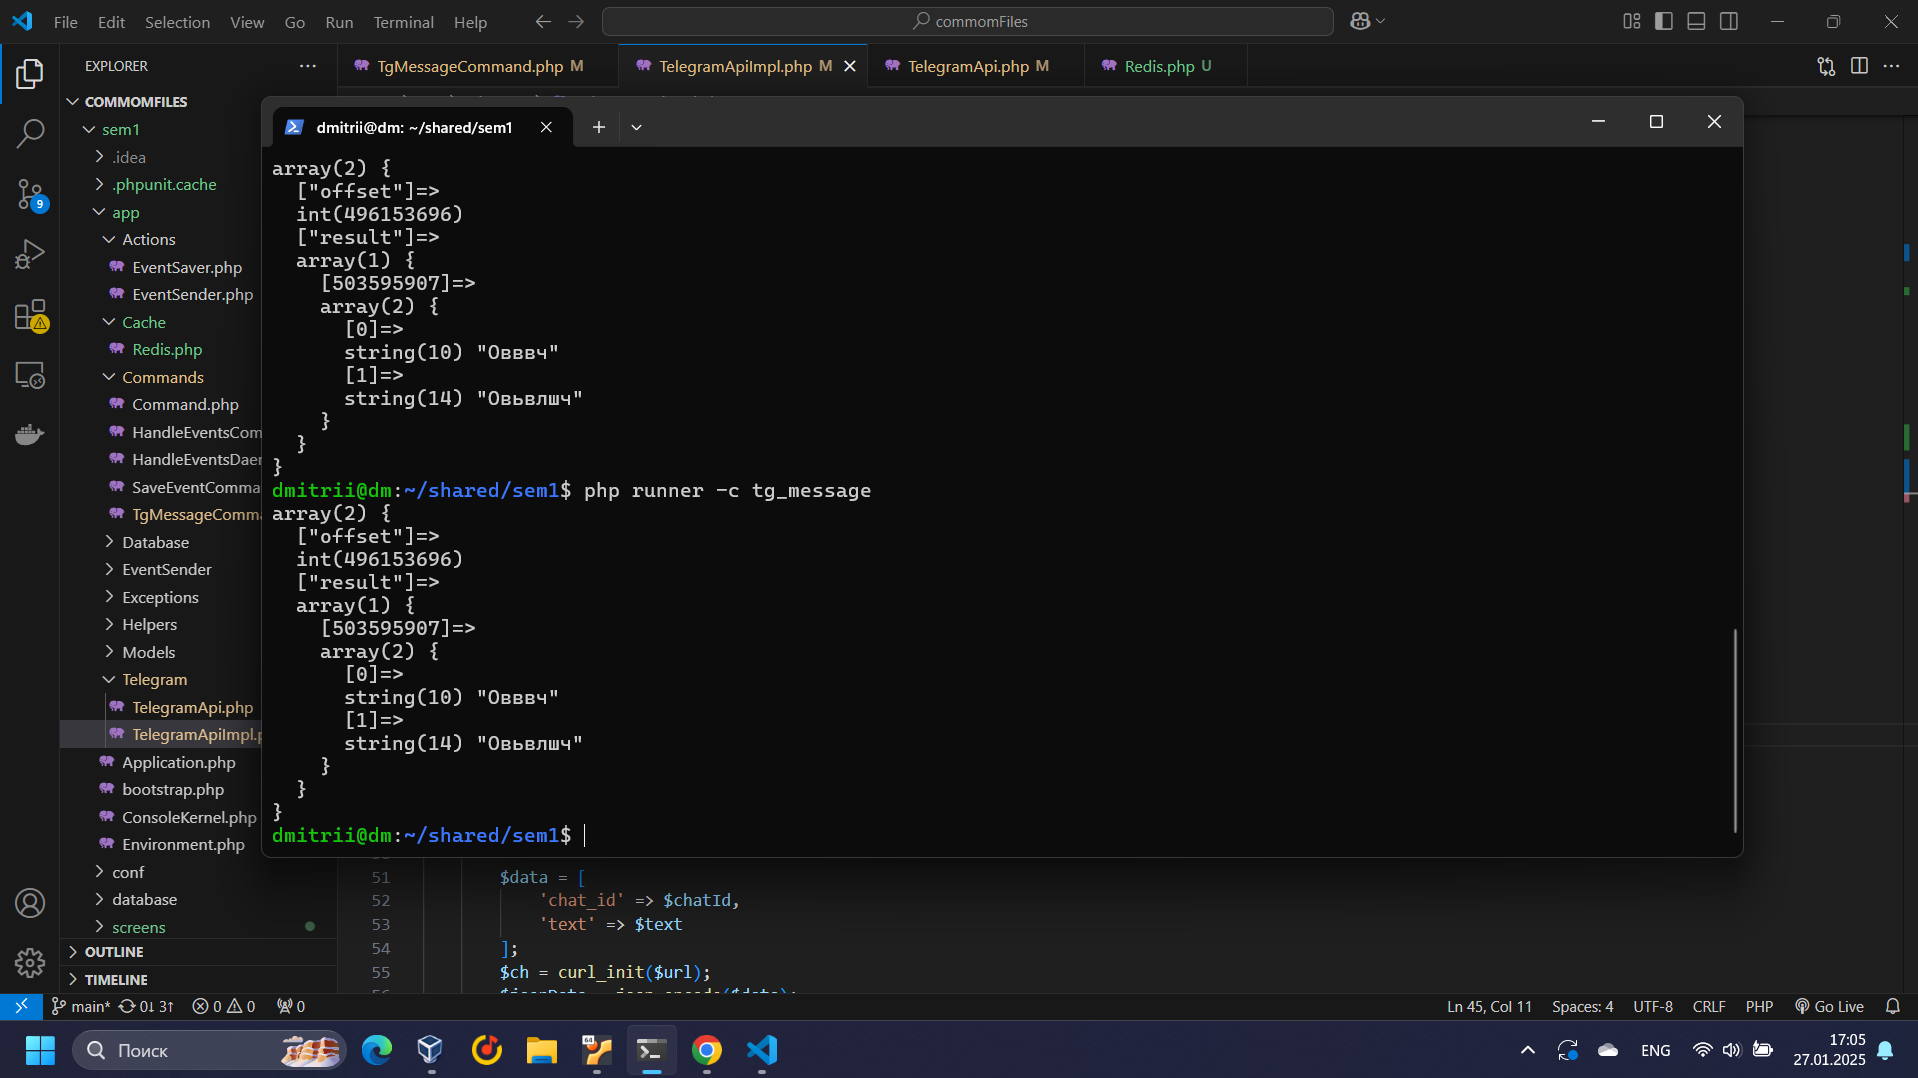 File Edit Selection View Go Run Terminal Help
commomFiles
EXPLORER
TgMessageCommand.php M
TelegramApiImpl.php M
TelegramApi.php M
Redis.php U
COMMOMFILES
sem1
.idea
.phpunit.cache
app
Actions
EventSaver.php
EventSender.php
Cache
Redis.php
Commands
Command.php
HandleEventsCom
HandleEventsDaer
SaveEventComma
TgMessageComma
Database
EventSender
Exceptions
Helpers
Models
Telegram
TelegramApi.php
TelegramApiImpl.p
Application.php
bootstrap.php
ConsoleKernel.php
Environment.php
conf
database
screens
OUTLINE
TIMELINE
9
dmitrii@dm: ~/shared/sem1
array(2) {
["offset"]=>
int(496153696)
["result"]=>
array(1) {
[503595907]=>
array(2) {
[0]=>
string(10) "Овввч"
[1]=>
string(14) "Овьвлшч"
}
}
}
dmitrii@dm:~/shared/sem1$ php runner -c tg_message
array(2) {
["offset"]=>
int(496153696)
["result"]=>
array(1) {
[503595907]=>
array(2) {
[0]=>
string(10) "Овввч"
[1]=>
string(14) "Овьвлшч"
}
}
}
dmitrii@dm:~/shared/sem1$
51 $data = [
52 'chat_id' => $chatId,
53 'text' => $text
54 ];
55 $ch = curl_init($url);
main* 0↓ 3↑ 0 0 0
Ln 45, Col 11 Spaces: 4 UTF-8 CRLF PHP Go Live
Поиск
64
ENG
17:05
27.01.2025